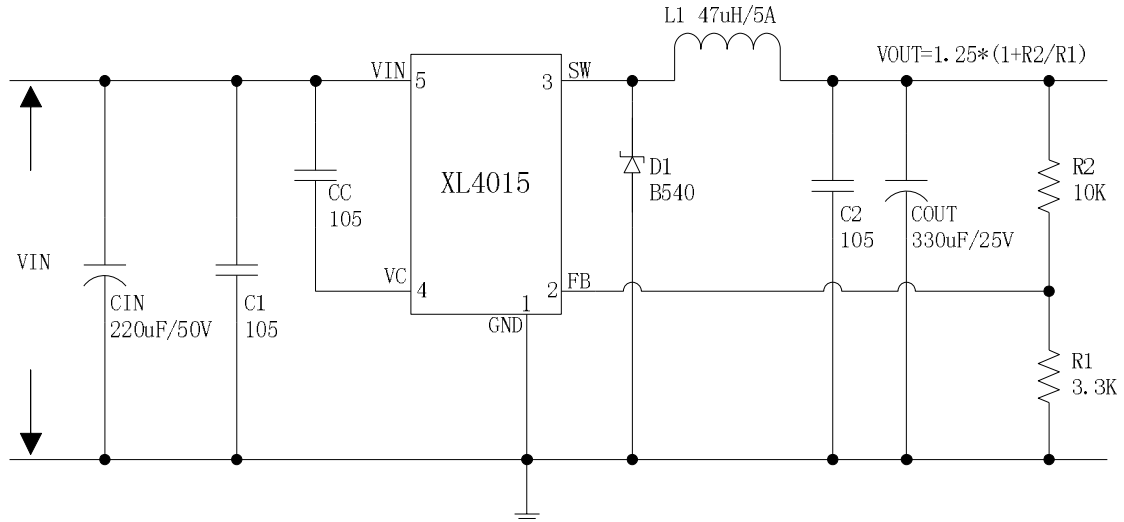 L1 47uH/5A
VOUT=1.25*(1+R2/R1)
VIN
5
3
SW
XL4015
CC
105
D1
B540
C2
105
COUT
330uF/25V
R2
10K
VIN
VC
4
2
FB
1
GND
CIN
220uF/50V
C1
105
R1
3.3K